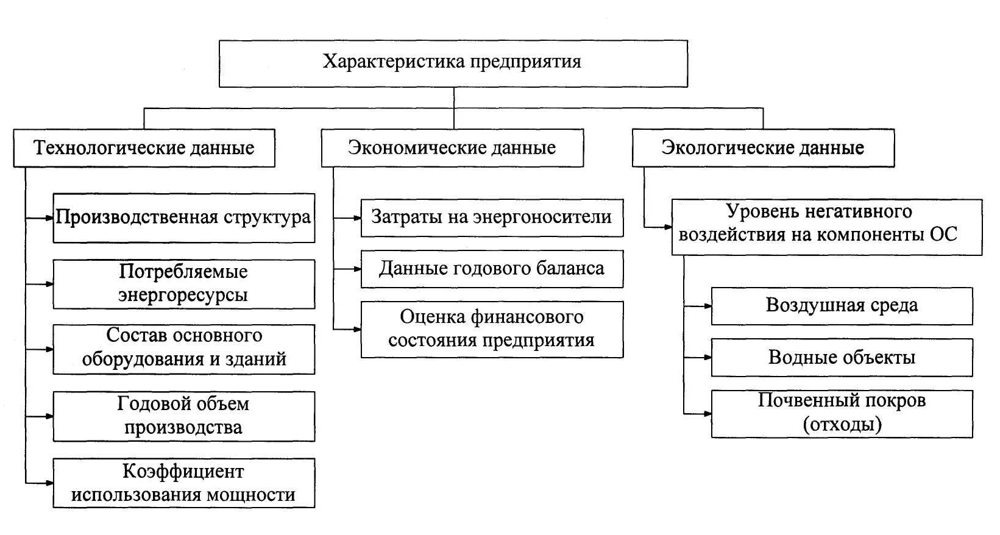 Характеристика предприятия
Технологические данные
Производственная структура
Потребляемые
энергоресурсы
Состав основного
оборудования и зданий
Годовой объем
производства
Коэффициент
использования мощности
Экономические данные
Затраты на энергоносители
Данные годового баланса
Оценка финансового
состояния предприятия
Экологические данные
Уровень негативного
воздействия на компоненты ОС
Воздушная среда
Водные объекты
Почвенный покров
(отходы)